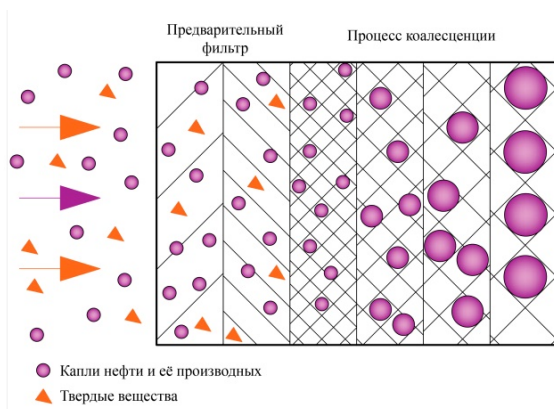 Предварительный
фильтр
Процесс коалесценции
Капли нефти и её производных
Твердые вещества